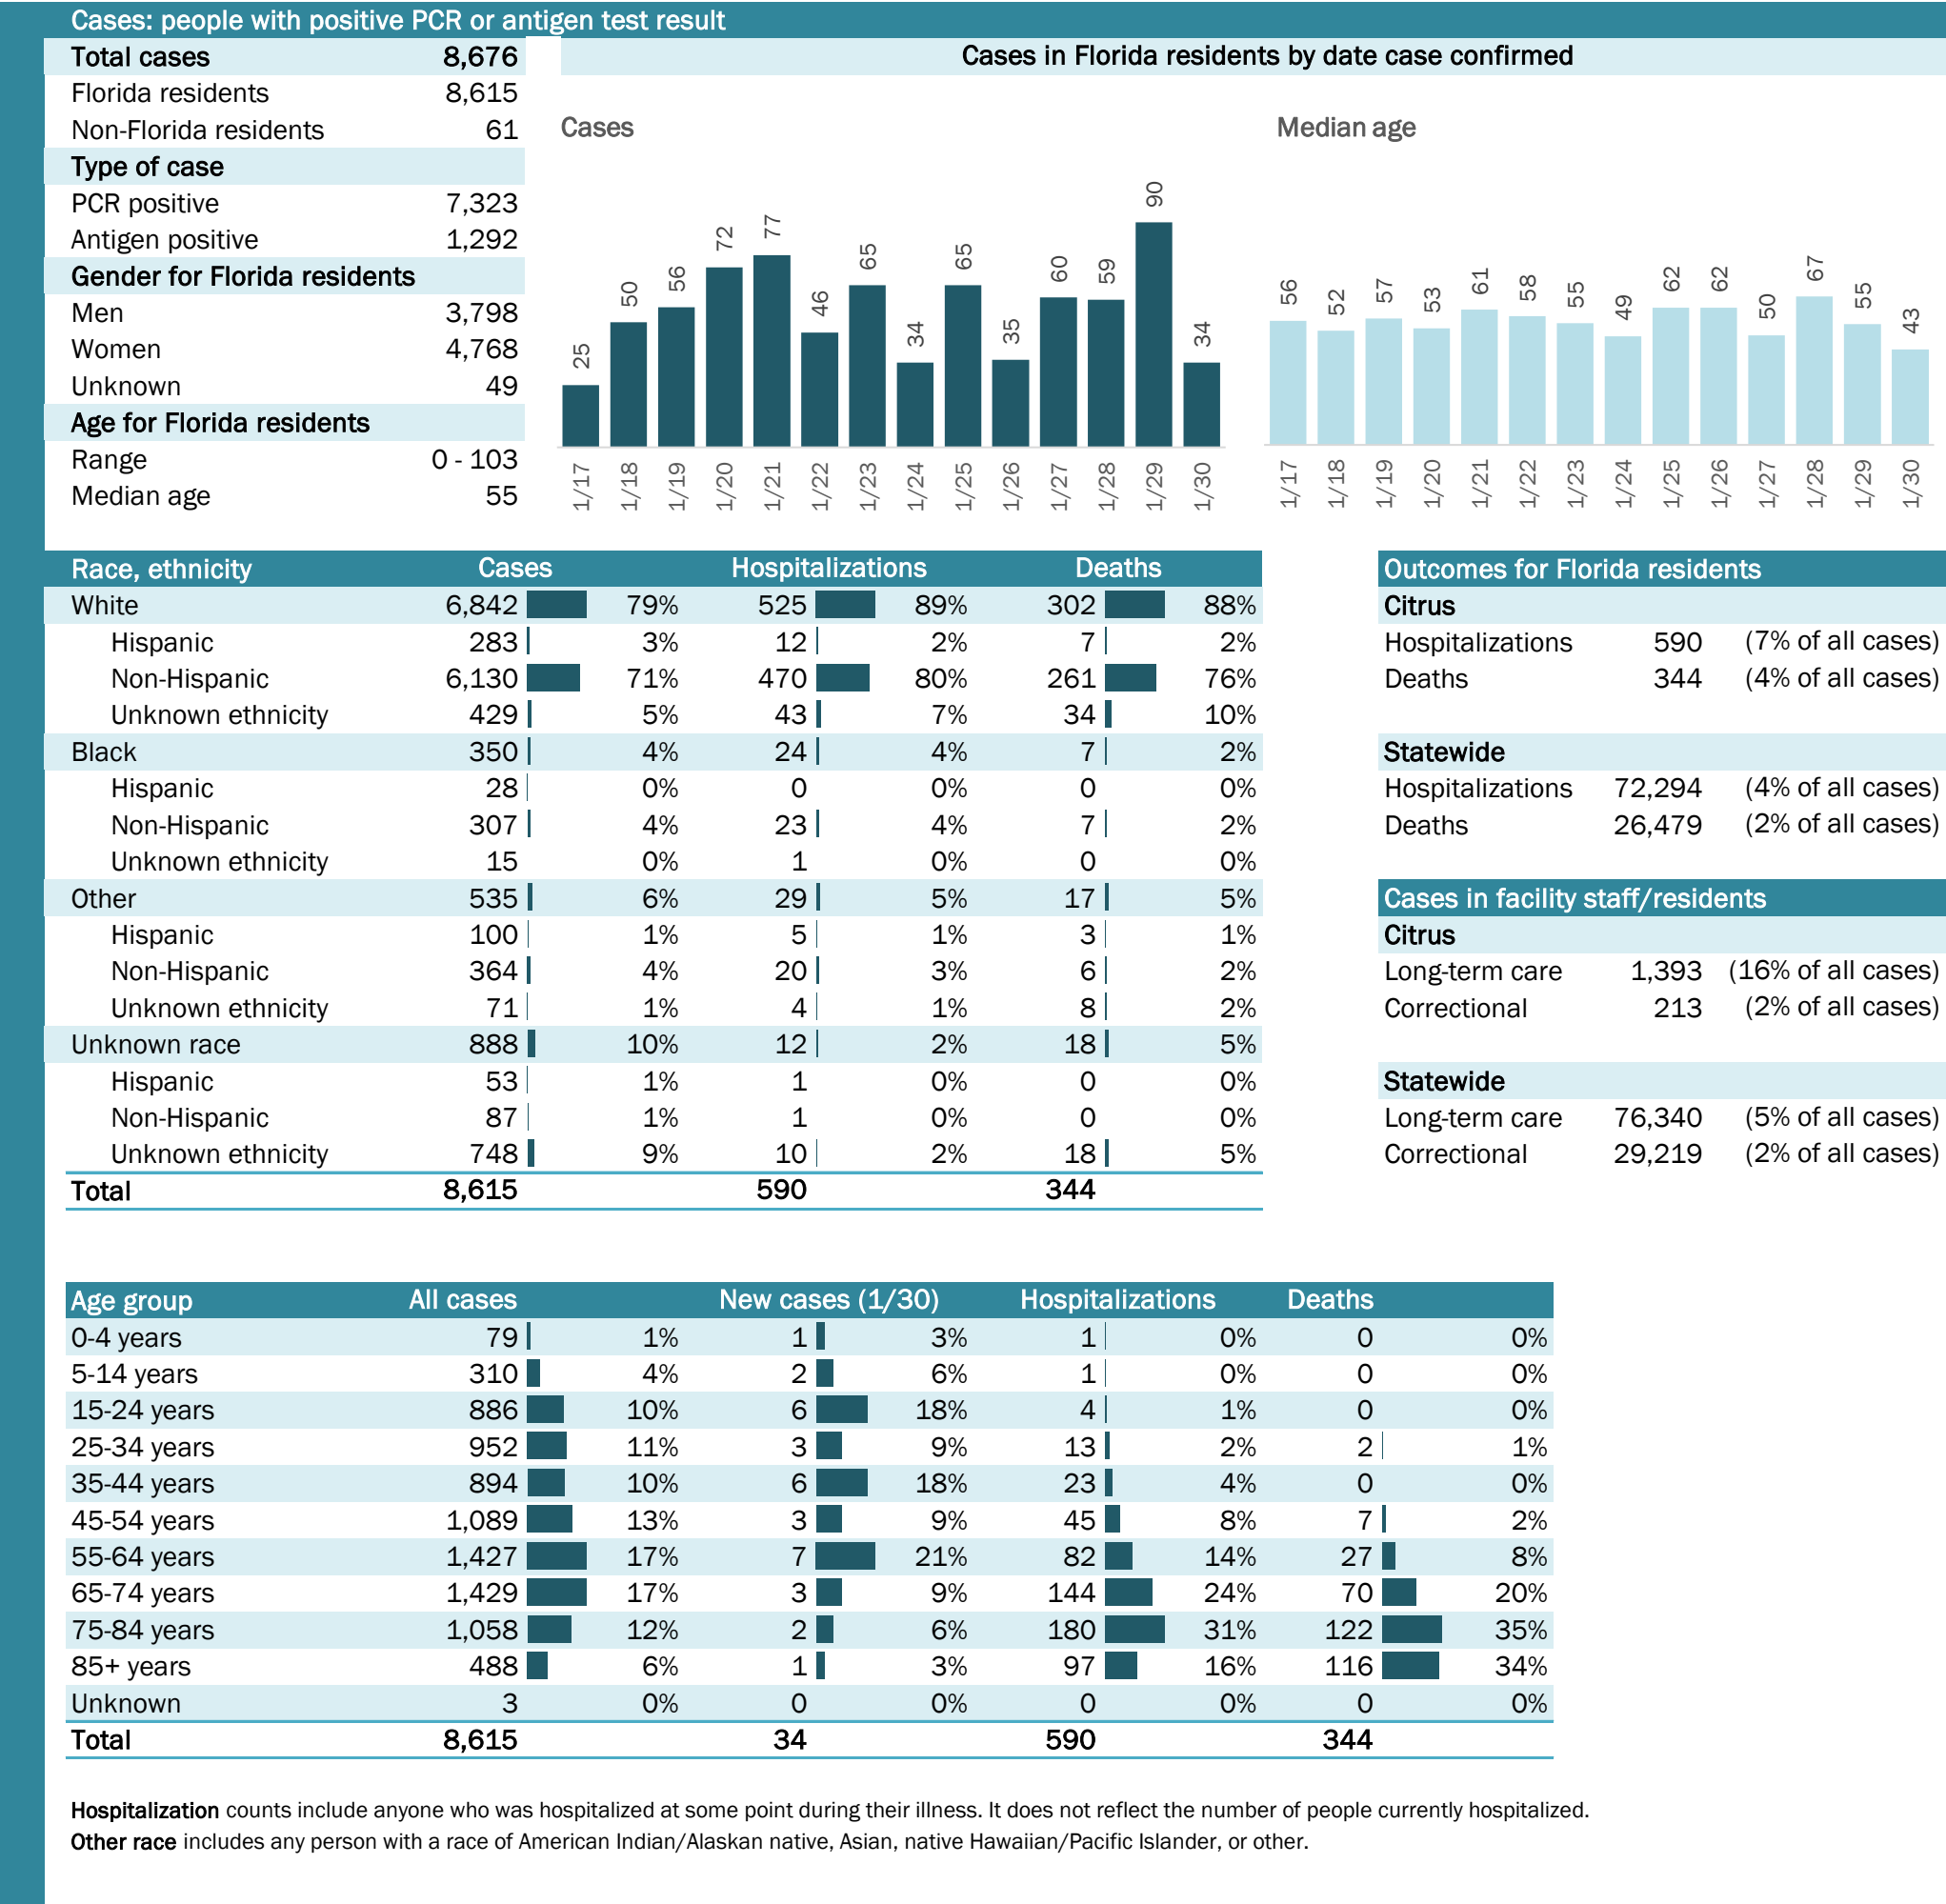 Cases: people with positive PCR or antigen test result
Total cases 8,676
Florida residents 8,615
Non-Florida residents 61
Type of case
PCR positive 7,323
Antigen positive 1,292
Gender for Florida residents
Men 3,798
Women 4,768
Unknown 49
Age for Florida residents
Range 0 - 103
Median age 55
Cases in Florida residents by date case confirmed
Cases
25 50 56 72 77 46 65 34 65 35 60 59 90 34
1/17 1/18 1/19 1/20 1/21 1/22 1/23 1/24 1/25 1/26 1/27 1/28 1/29 1/30
Median age
56 52 57 53 61 58 55 49 62 62 50 67 55 43
1/17 1/18 1/19 1/20 1/21 1/22 1/23 1/24 1/25 1/26 1/27 1/28 1/29 1/30
Race, ethnicity Cases Hospitalizations Deaths
White 6,842 79% 525 89% 302 88%
Hispanic 283 3% 12 2% 7 2%
Non-Hispanic 6,130 71% 470 80% 261 76%
Unknown ethnicity 429 5% 43 7% 34 10%
Black 350 4% 24 4% 7 2%
Hispanic 28 0% 0 0% 0 0%
Non-Hispanic 307 4% 23 4% 7 2%
Unknown ethnicity 15 0% 1 0% 0 0%
Other 535 6% 29 5% 17 5%
Hispanic 100 1% 5 1% 3 1%
Non-Hispanic 364 4% 20 3% 6 2%
Unknown ethnicity 71 1% 4 1% 8 2%
Unknown race 888 10% 12 2% 18 5%
Hispanic 53 1% 1 0% 0 0%
Non-Hispanic 87 1% 1 0% 0 0%
Unknown ethnicity 748 9% 10 2% 18 5%
Total 8,615 590 344
Outcomes for Florida residents
Citrus
Hospitalizations 590 (7% of all cases)
Deaths 344 (4% of all cases)
Statewide
Hospitalizations 72,294 (4% of all cases)
Deaths 26,479 (2% of all cases)
Cases in facility staff/residents
Citrus
Long-term care 1,393 (16% of all cases)
Correctional 213 (2% of all cases)
Statewide
Long-term care 76,340 (5% of all cases)
Correctional 29,219 (2% of all cases)
Age group All cases New cases (1/30) Hospitalizations Deaths
0-4 years 79 1% 1 3% 1 0% 0 0%
5-14 years 310 4% 2 6% 1 0% 0 0%
15-24 years 886 10% 6 18% 4 1% 0 0%
25-34 years 952 11% 3 9% 13 2% 2 1%
35-44 years 894 10% 6 18% 23 4% 0 0%
45-54 years 1,089 13% 3 9% 45 8% 7 2%
55-64 years 1,427 17% 7 21% 82 14% 27 8%
65-74 years 1,429 17% 3 9% 144 24% 70 20%
75-84 years 1,058 12% 2 6% 180 31% 122 35%
85+ years 488 6% 1 3% 97 16% 116 34%
Unknown 3 0% 0 0% 0 0% 0 0%
Total 8,615 34 590 344
Hospitalization counts include anyone who was hospitalized at some point during their illness. It does not reflect the number of people currently hospitalized.
Other race includes any person with a race of American Indian/Alaskan native, Asian, native Hawaiian/Pacific Islander, or other.